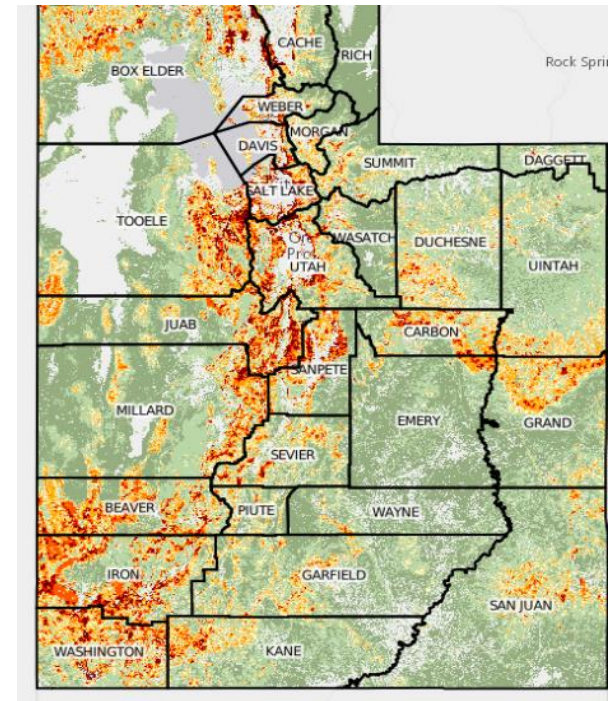 CACHE
RICH
Rock Spri
BOX ELDER
WEBER
MORGAN
DAVIS
SUMMIT
DAGGETT
SALT LAKE
TOOELE
WASATCH
DUCHESNE
UINTAH
UTAH
JUAB
CARBON
SANPETE
MILLARD
EMERY
GRAND
SEVIER
BEAVER
PIUTE
WAYNE
IRON
GARFIELD
SAN JUAN
WASHINGTON
KANE